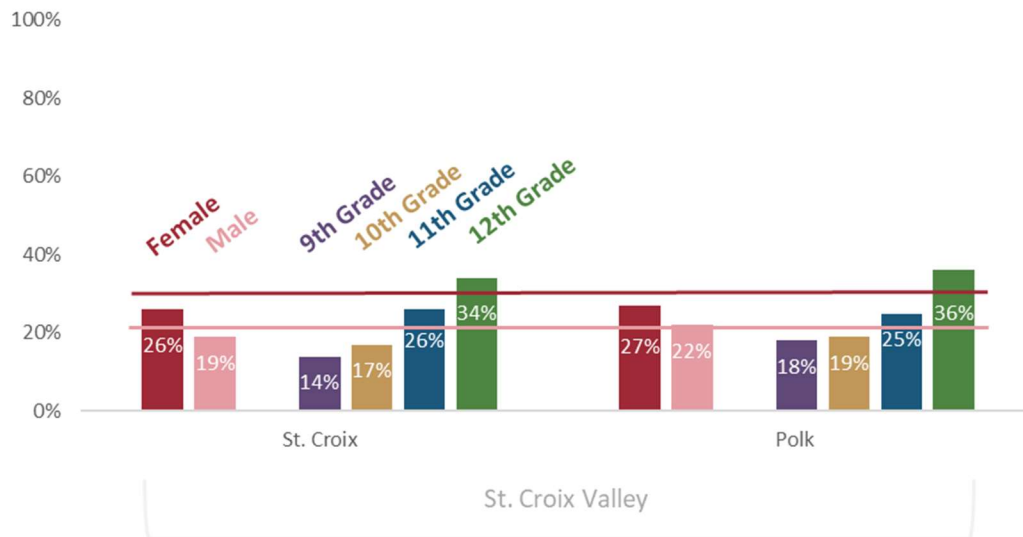 100%
80%
60%
40%
20%
0%
Female
Male
9th Grade
10th Grade
11th Grade
12th Grade
26%
19%
14%
17%
26%
34%
27%
22%
18%
19%
25%
36%
St. Croix
Polk
St. Croix Valley